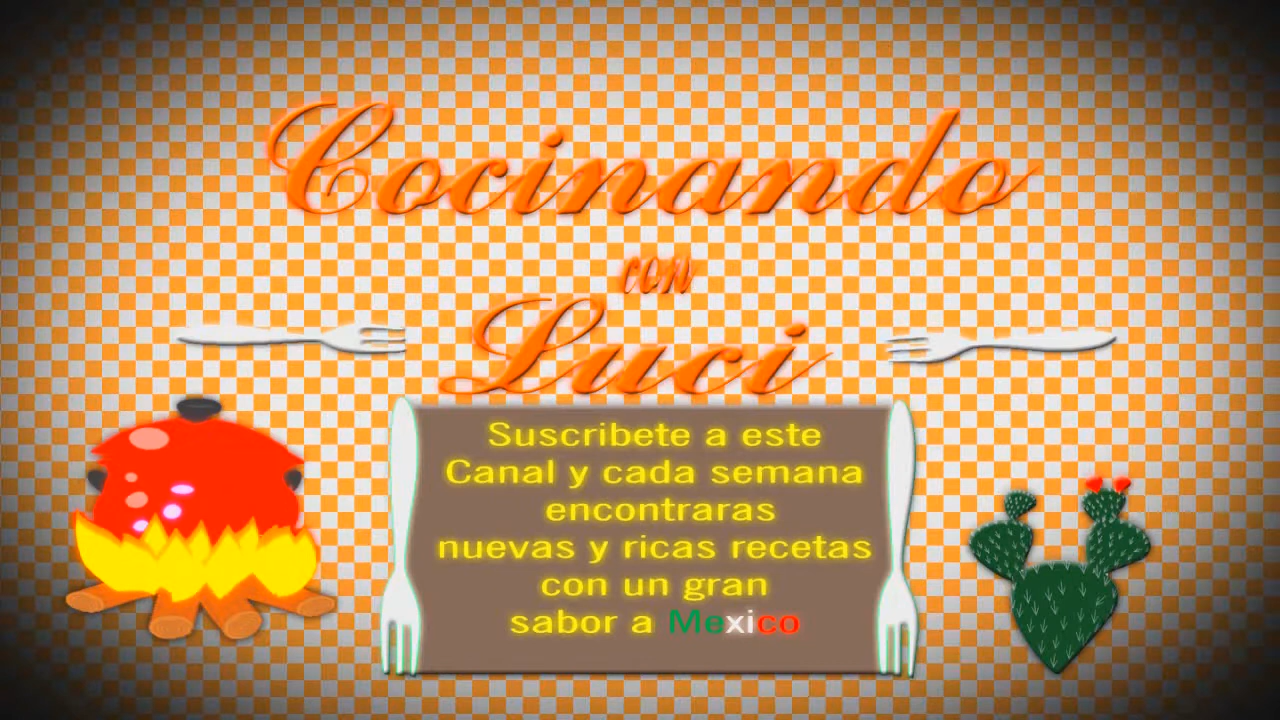 Cocinando
con
Luci
Suscribete a este
Canal y cada semana
encontraras
nuevas y ricas recetas
con un gran
sabor a Mexico